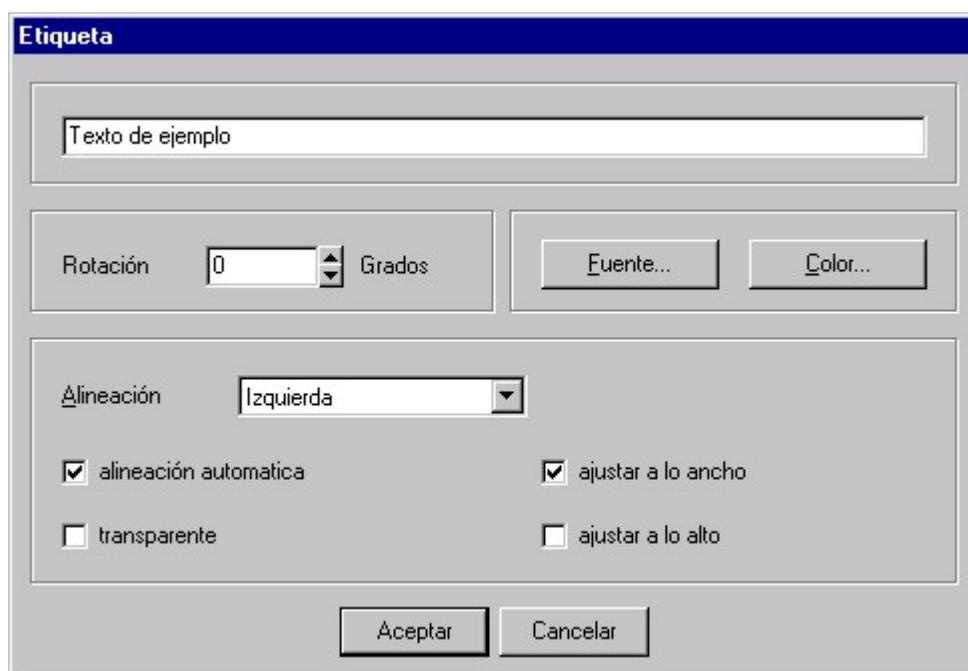 Etiqueta
Texto de ejemplo
Rotación 0 Grados Fuente... Color...
Alineación Izquierda
alineación automatica ajustar a lo ancho
transparente ajustar a lo alto
Aceptar Cancelar